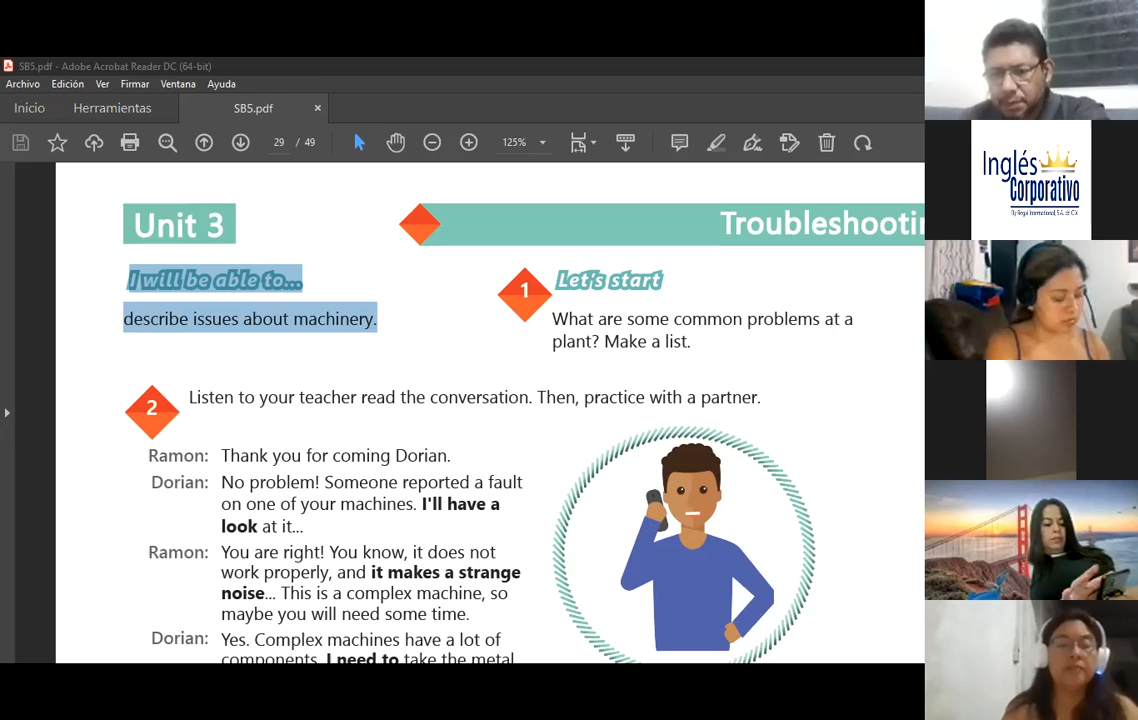 SB5.pdf - Adobe Acrobat Reader DC (64-bit)
Archivo Edición Ver Firmar Ventana Ayuda
Inicio Herramientas SB5.pdf ×
29 / 49 125%
Unit 3
Troubleshootin
I will be able to...
describe issues about machinery.
1 Let's start
What are some common problems at a
plant? Make a list.
2 Listen to your teacher read the conversation. Then, practice with a partner.
Ramon: Thank you for coming Dorian.
Dorian: No problem! Someone reported a fault
on one of your machines. I'll have a
look at it...
Ramon: You are right! You know, it does not
work properly, and it makes a strange
noise... This is a complex machine, so
maybe you will need some time.
Dorian: Yes. Complex machines have a lot of
components. I need to take the metal
Inglés
Corporativo
By Regal International, S.A. de C.V.